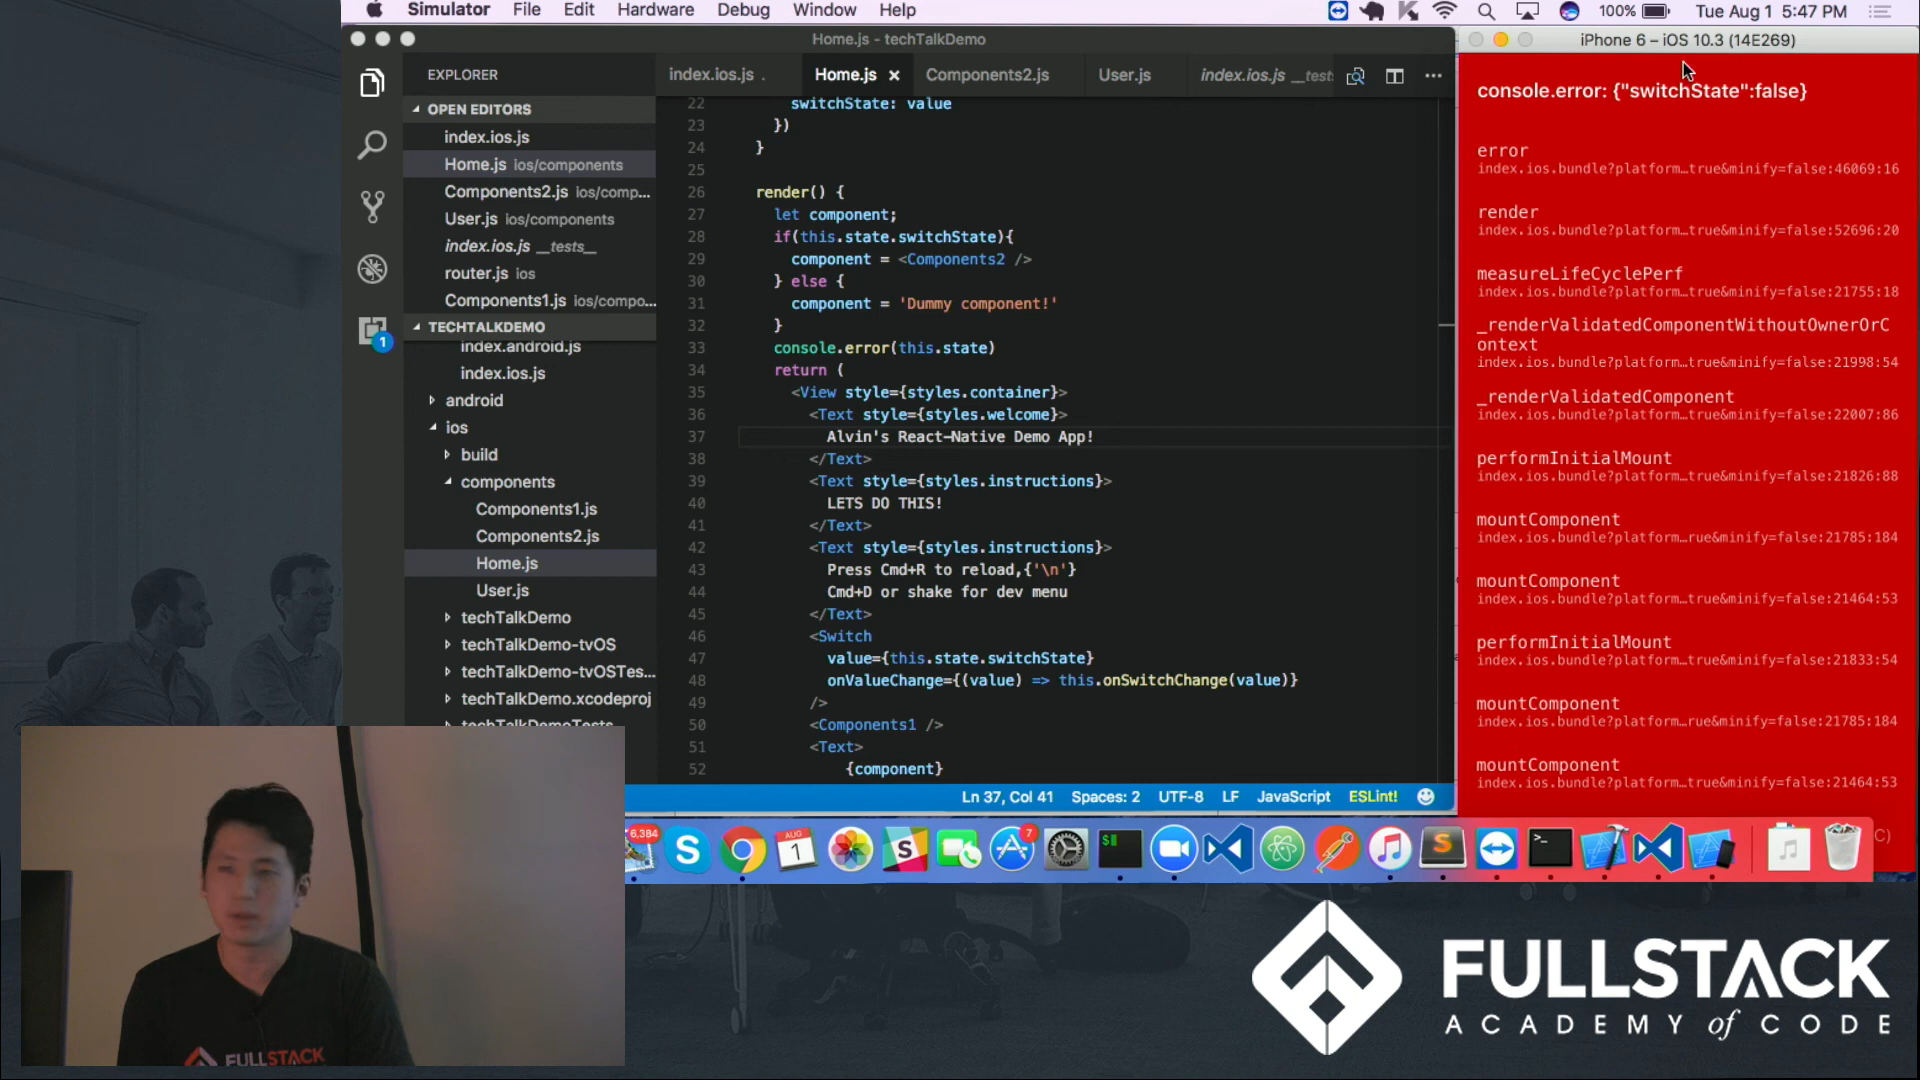 Simulator File Edit Hardware Debug Window Help 100% Tue Aug 1 5:47 PM
Home.js - techTalkDemo
iPhone 6 – iOS 10.3 (14E269)
EXPLORER
OPEN EDITORS
index.ios.js
Home.js ios/components
Components2.js ios/comp...
User.js ios/components
index.ios.js __tests__
router.js ios
Components1.js ios/compo...
TECHTALKDEMO
index.android.js
index.ios.js
android
ios
build
components
Components1.js
Components2.js
Home.js
User.js
techTalkDemo
techTalkDemo-tvOS
techTalkDemo-tvOSTes...
techTalkDemo.xcodeproj
techTalkDemoTests
1
index.ios.js . Home.js × Components2.js User.js index.ios.js __test
22 switchState: value
23 })
24 }
25
26 render() {
27 let component;
28 if(this.state.switchState){
29 component = <Components2 />
30 } else {
31 component = 'Dummy component!'
32 }
33 console.error(this.state)
34 return (
35 <View style={styles.container}>
36 <Text style={styles.welcome}>
37 Alvin's React-Native Demo App!
38 </Text>
39 <Text style={styles.instructions}>
40 LETS DO THIS!
41 </Text>
42 <Text style={styles.instructions}>
43 Press Cmd+R to reload,{'\n'}
44 Cmd+D or shake for dev menu
45 </Text>
46 <Switch
47 value={this.state.switchState}
48 onValueChange={(value) => this.onSwitchChange(value)}
49 />
50 <Components1 />
51 <Text>
52 {component}
Ln 37, Col 41 Spaces: 2 UTF-8 LF JavaScript ESLint!
console.error: {"switchState":false}
error
index.ios.bundle?platform…true&minify=false:46069:16
render
index.ios.bundle?platform…true&minify=false:52696:20
measureLifeCyclePerf
index.ios.bundle?platform…true&minify=false:21755:18
_renderValidatedComponentWithoutOwnerOrC
ontext
index.ios.bundle?platform…true&minify=false:21998:54
_renderValidatedComponent
index.ios.bundle?platform…true&minify=false:22007:86
performInitialMount
index.ios.bundle?platform…true&minify=false:21826:88
mountComponent
index.ios.bundle?platform…rue&minify=false:21785:184
mountComponent
index.ios.bundle?platform…true&minify=false:21464:53
performInitialMount
index.ios.bundle?platform…true&minify=false:21833:54
mountComponent
index.ios.bundle?platform…rue&minify=false:21785:184
mountComponent
index.ios.bundle?platform…true&minify=false:21464:53
C)
6,384
AUG
1
7
FULLSTACK
FULLSTACK
ACADEMY of CODE